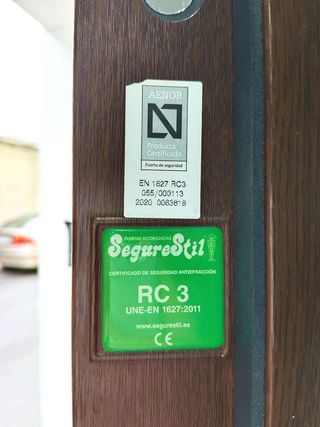 AENOR
Producto
Certificado
Puerta de seguridad
EN 1627 RC3
055/000113
2020 0063818
PUERTAS ACORAZADAS
SegureStil
CERTIFICADO DE SEGURIDAD ANTIEFRACCIÓN
RC 3
UNE-EN 1627:2011
www.segurestil.es
CE